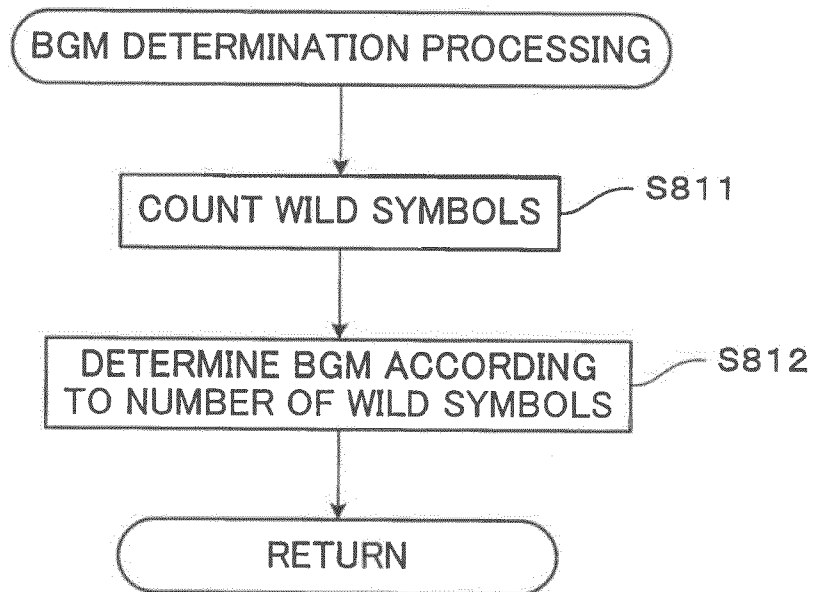 BGM DETERMINATION PROCESSING
COUNT WILD SYMBOLS
S811
DETERMINE BGM ACCORDING
TO NUMBER OF WILD SYMBOLS
S812
RETURN